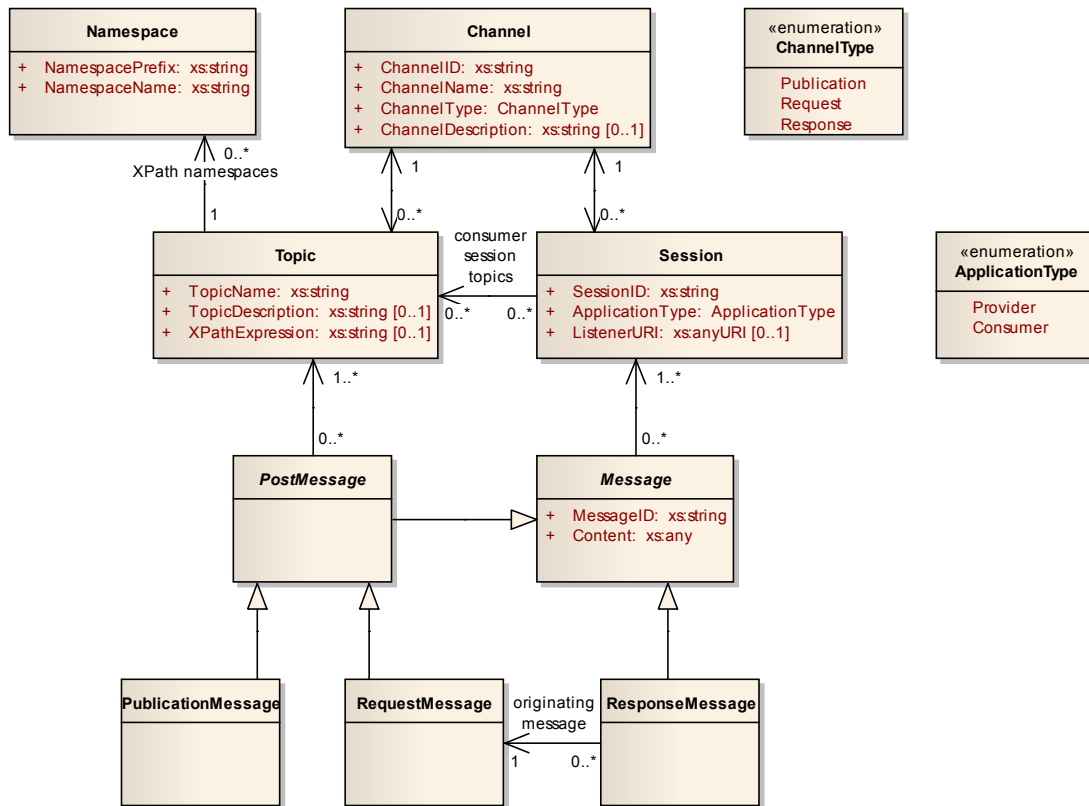 Namespace
+ NamespacePrefix: xs:string
+ NamespaceName: xs:string
Channel
+ ChannelID: xs:string
+ ChannelName: xs:string
+ ChannelType: ChannelType
+ ChannelDescription: xs:string [0..1]
«enumeration»
ChannelType
Publication
Request
Response
0..*
XPath namespaces
1
1
0..*
1
0..*
Topic
+ TopicName: xs:string
+ TopicDescription: xs:string [0..1]
+ XPathExpression: xs:string [0..1]
consumer
session
topics
0..*
0..*
Session
+ SessionID: xs:string
+ ApplicationType: ApplicationType
+ ListenerURI: xs:anyURI [0..1]
«enumeration»
ApplicationType
Provider
Consumer
1..*
0..*
1..*
0..*
PostMessage
Message
+ MessageID: xs:string
+ Content: xs:any
PublicationMessage
RequestMessage
originating
message
1
0..*
ResponseMessage